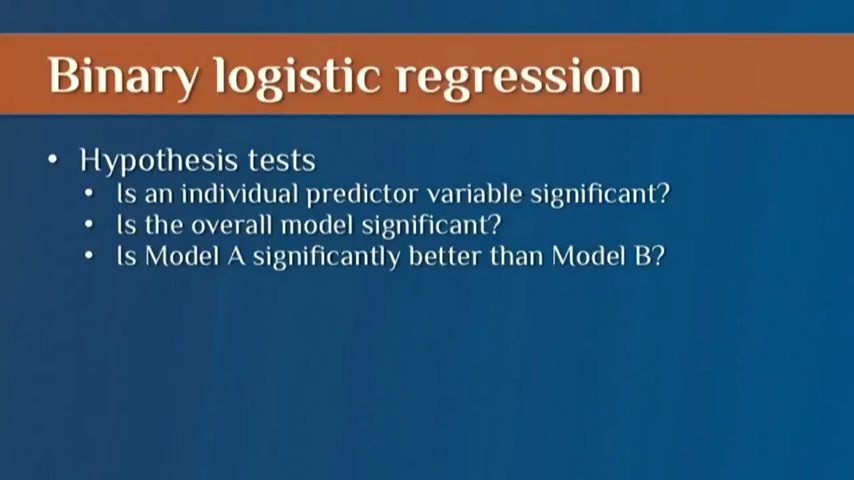 Binary logistic regression
• Hypothesis tests
• Is an individual predictor variable significant?
• Is the overall model significant?
• Is Model A significantly better than Model B?